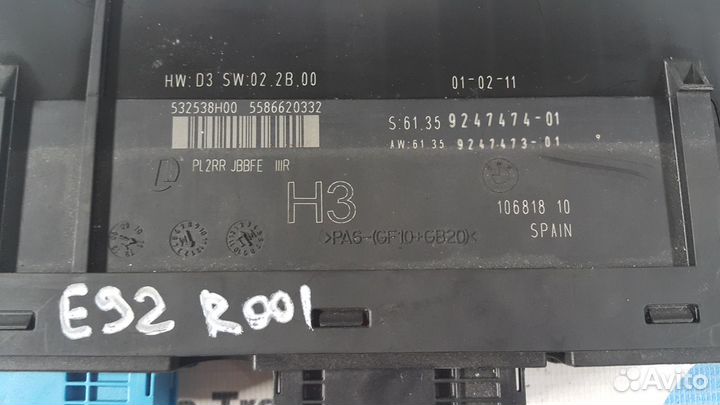 HW:D3 SW:02.2B,00
01-02-11
532538H00 5586620332
S:61.35 9247474-01
AW:61.35 9247473-01
PL2RR JBBFE IIIR
H3
106818 10
>PA6-(GF10+GB20)<
SPAIN
E92 R001
Avito